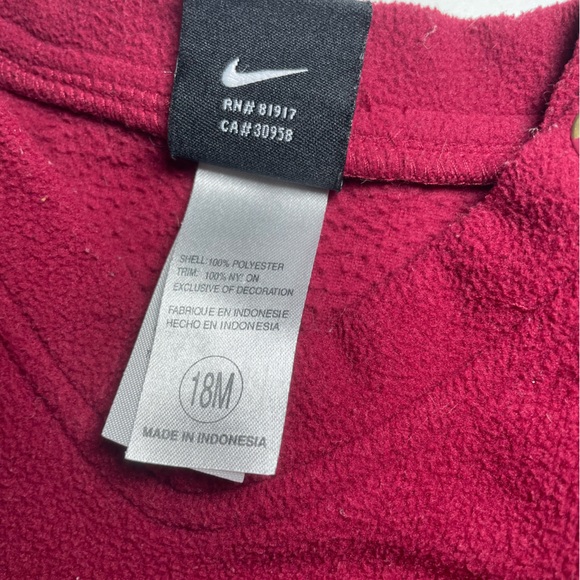 RN# 81917
CA# 30958
SHELL: 100% POLYESTER
TRIM: 100% NYLON
EXCLUSIVE OF DECORATION
FABRIQUE EN INDONESIE
HECHO EN INDONESIA
18M
MADE IN INDONESIA